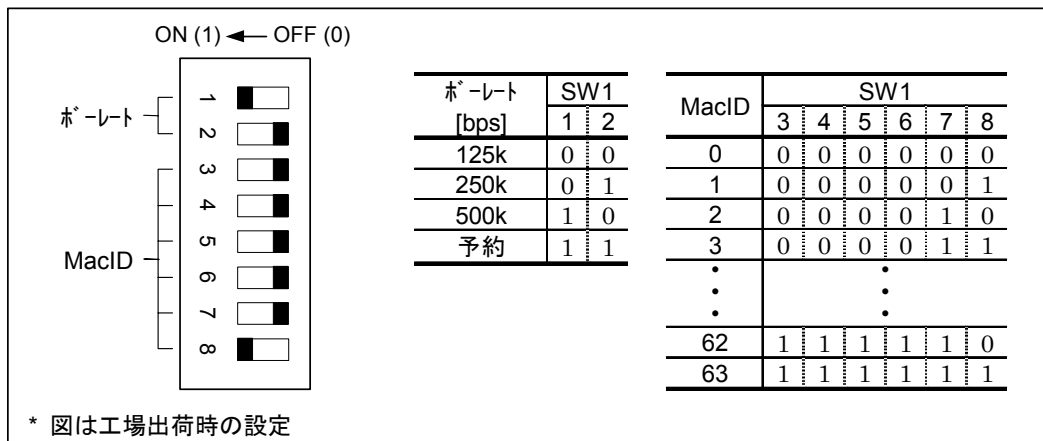 ON (1) ← OFF (0)
ﾎﾞｰﾚｰﾄ
MacID
1
2
3
4
5
6
7
8
ﾎﾞｰﾚｰﾄ [bps] SW1
1 2
125k 0 0
250k 0 1
500k 1 0
予約 1 1
MacID SW1
3 4 5 6 7 8
0 0 0 0 0 0 0
1 0 0 0 0 0 1
2 0 0 0 0 1 0
3 0 0 0 0 1 1
62 1 1 1 1 1 0
63 1 1 1 1 1 1
* 図は工場出荷時の設定